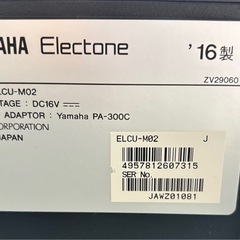 AHA Electone '16製
ZV29060
ELCU-M02
TAGE: DC16V
ADAPTOR: Yamaha PA-300C
ORPORATION
JAPAN
ELCU-M02 J
4957812607315
SER No.
JAWZ01081